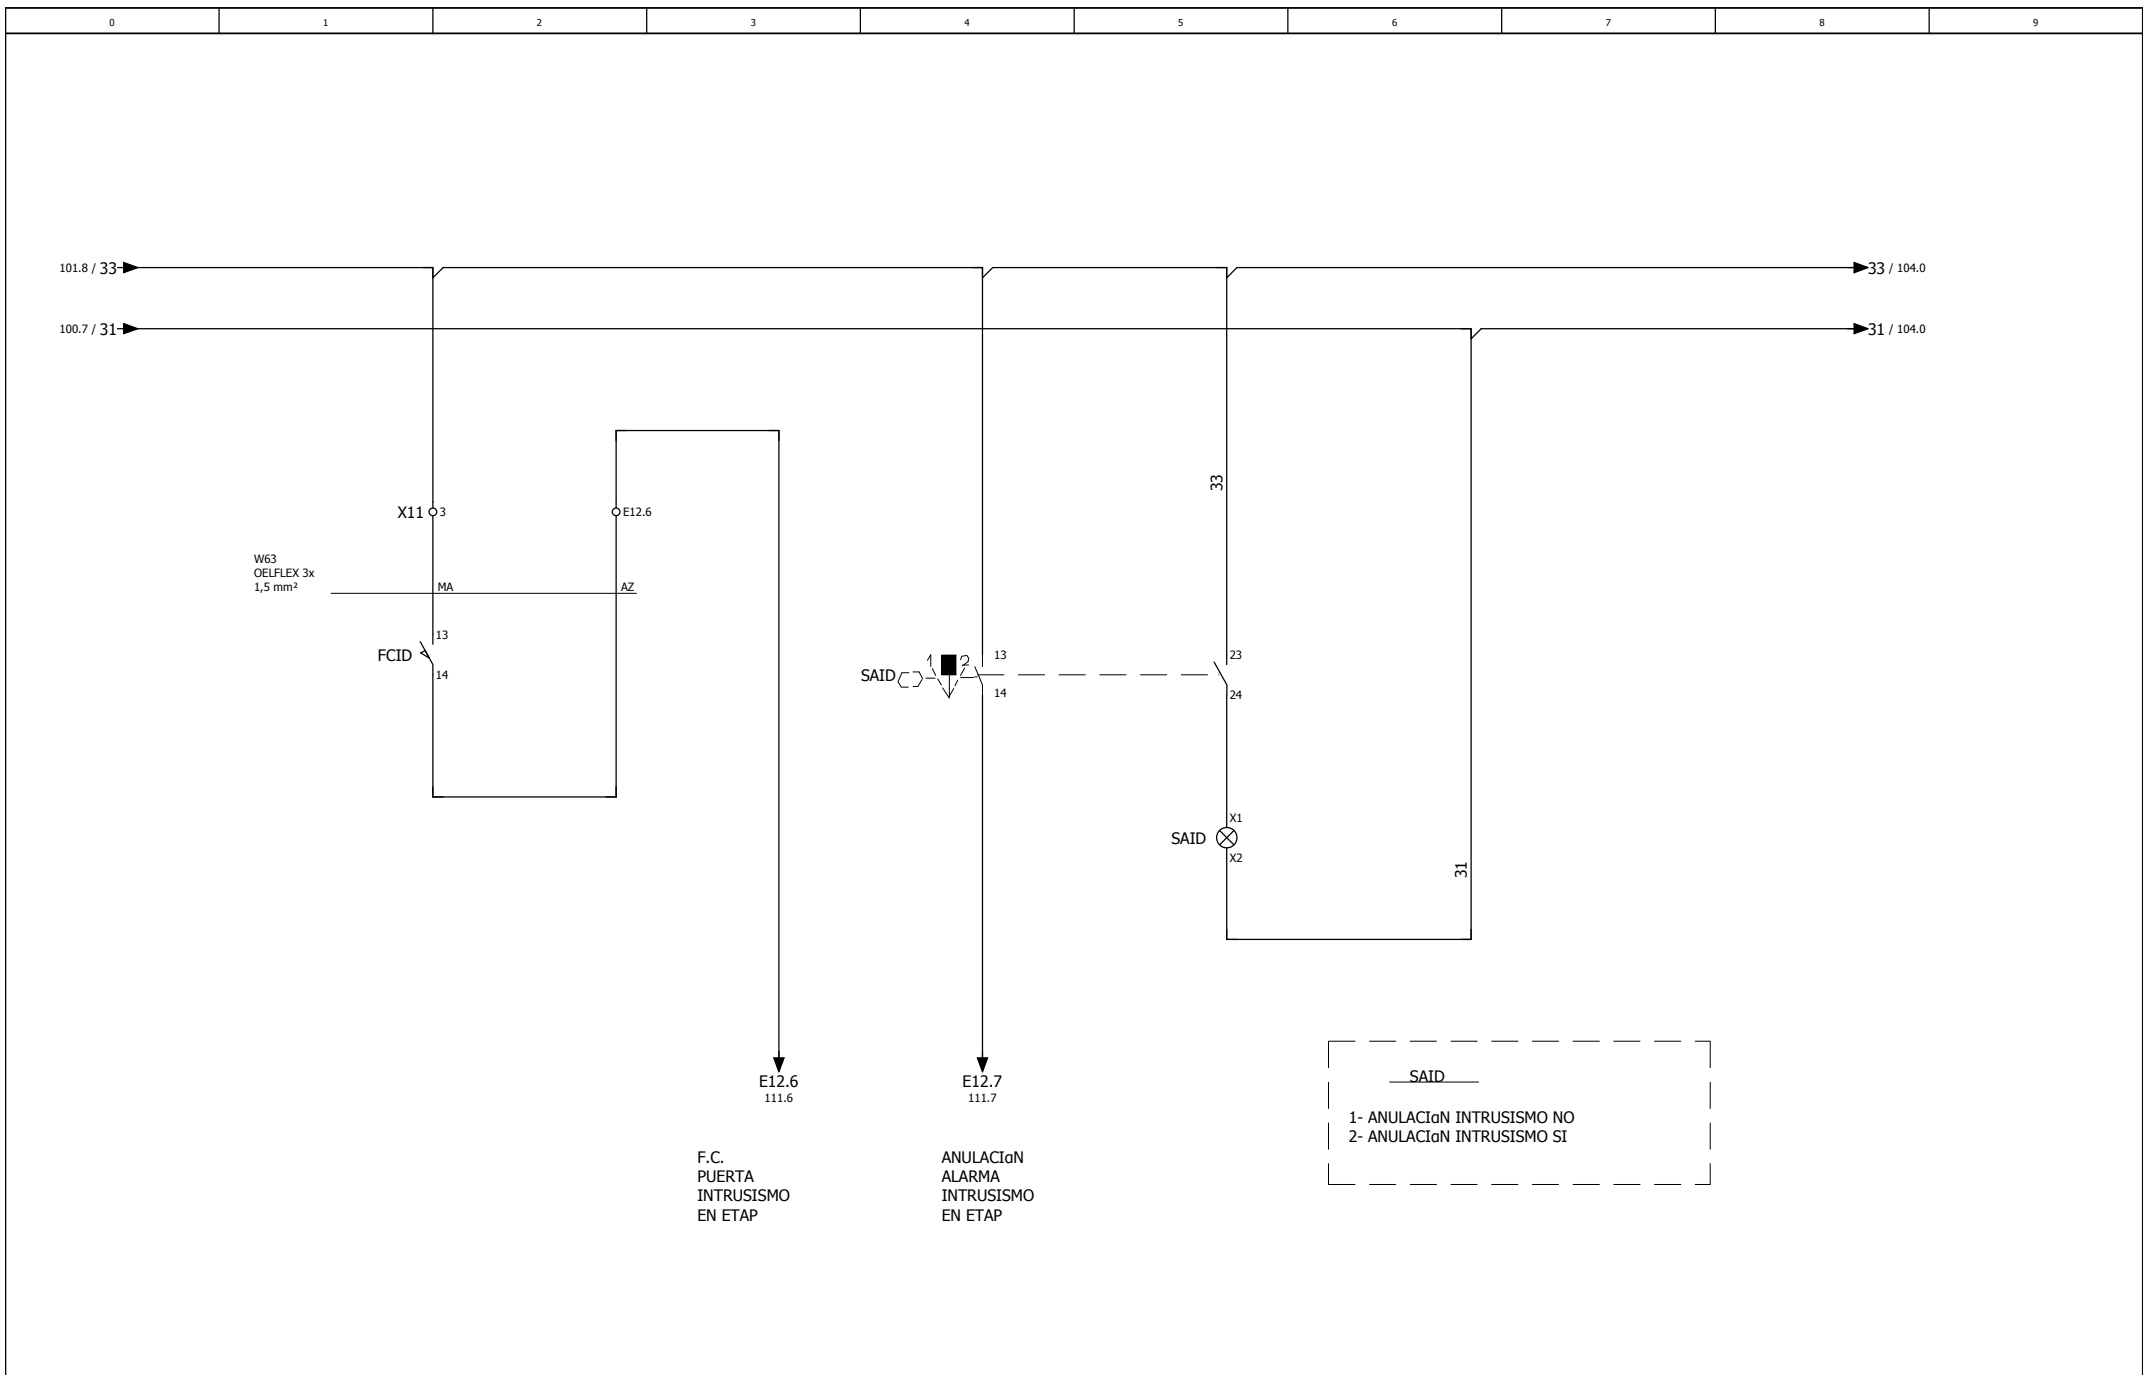 0 1 2 3 4 5 6 7 8 9
101.8 / 33
33 / 104.0
100.7 / 31
31 / 104.0
33
X11 3
E12.6
W63
OELFLEX 3x
1,5 mm²
MA
AZ
13
FCID
14
SAID
1 2
13
14
23
24
X1
SAID
X2
31
E12.6
111.6
E12.7
111.7
F.C.
PUERTA
INTRUSISMO
EN ETAP
ANULACIαN
ALARMA
INTRUSISMO
EN ETAP
SAID
1- ANULACIαN INTRUSISMO NO
2- ANULACIαN INTRUSISMO SI